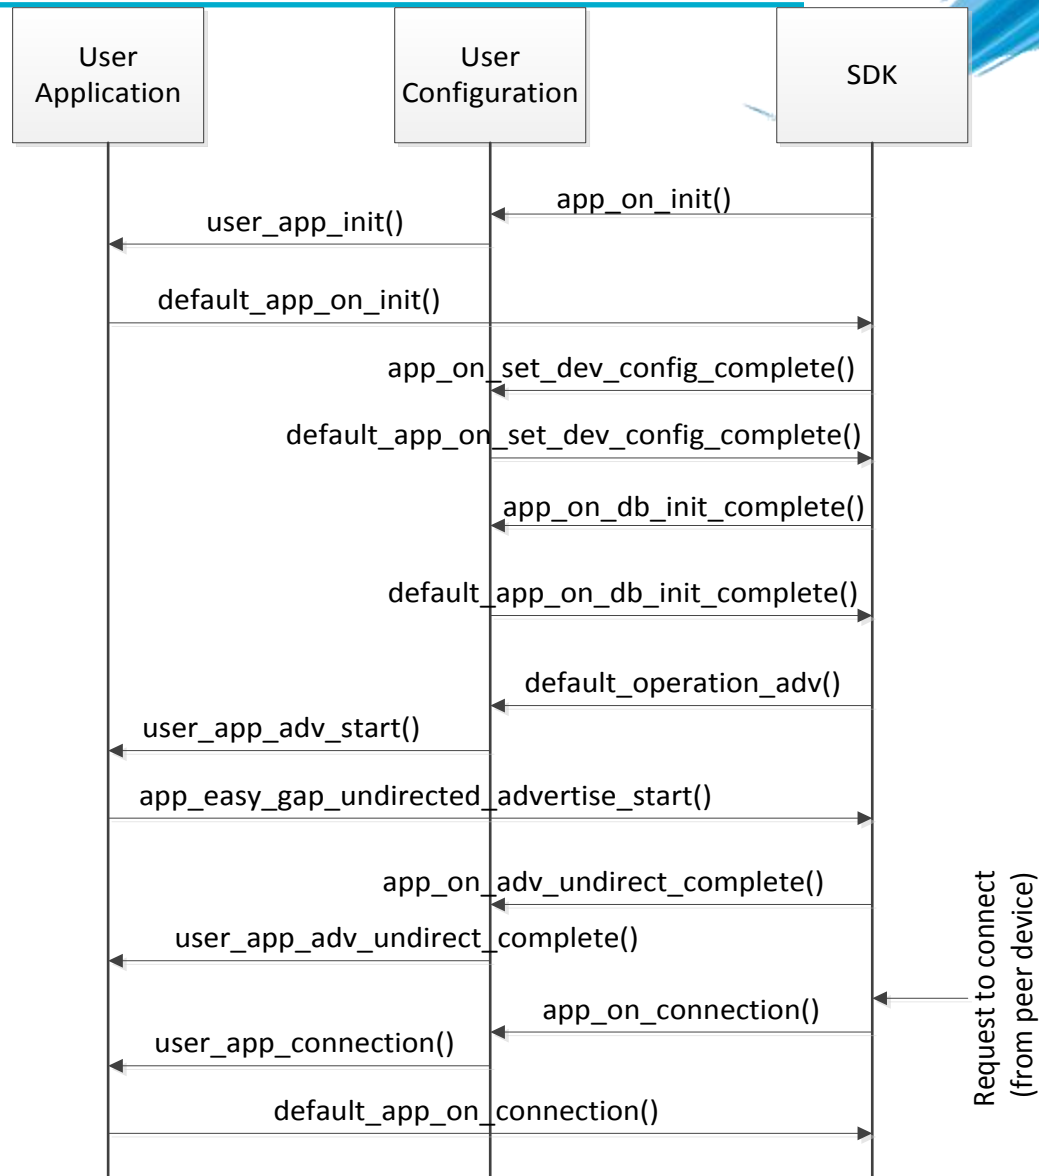 User
Application
User
Configuration
SDK
app_on_init()
user_app_init()
default_app_on_init()
app_on_set_dev_config_complete()
default_app_on_set_dev_config_complete()
app_on_db_init_complete()
default_app_on_db_init_complete()
default_operation_adv()
user_app_adv_start()
app_easy_gap_undirected_advertise_start()
app_on_adv_undirect_complete()
user_app_adv_undirect_complete()
Request to connect
(from peer device)
app_on_connection()
user_app_connection()
default_app_on_connection()